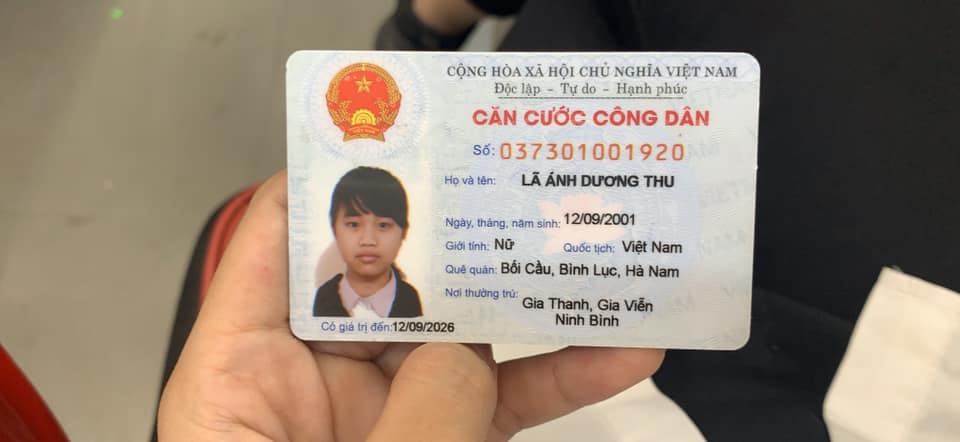 CỘNG HÒA XÃ HỘI CHỦ NGHĨA VIỆT NAM
Độc lập - Tự do - Hạnh phúc
CĂN CƯỚC CÔNG DÂN
Số: 037301001920
Họ và tên: LÃ ÁNH DƯƠNG THU
Ngày, tháng, năm sinh: 12/09/2001
Giới tính: Nữ Quốc tịch: Việt Nam
Quê quán: Bối Cầu, Bình Lục, Hà Nam
Nơi thường trú: Gia Thanh, Gia Viễn
Ninh Bình
Có giá trị đến: 12/09/2026
VIỆT NAM